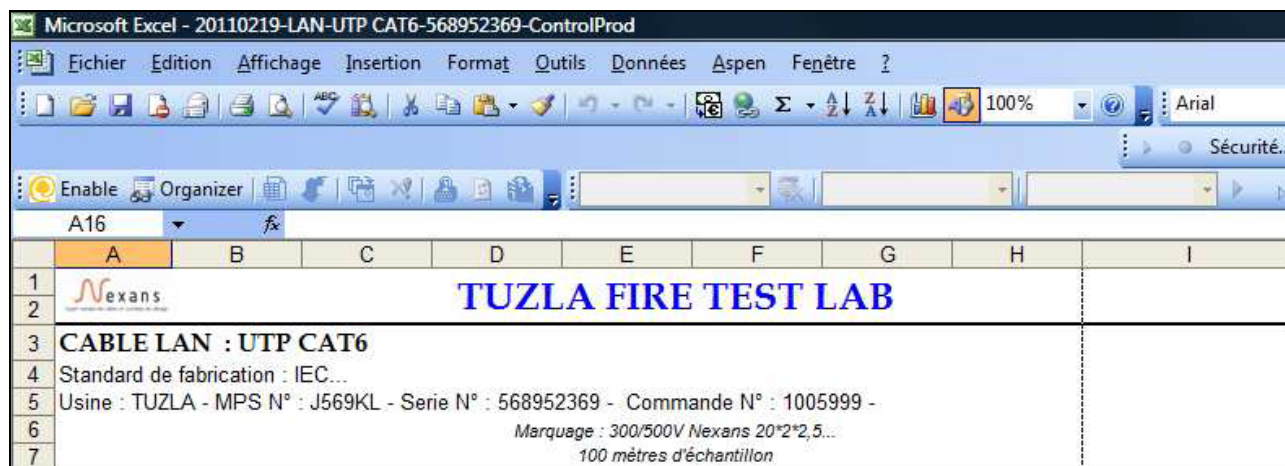 Microsoft Excel - 20110219-LAN-UTP CAT6-568952369-ControlProd
Fichier Edition Affichage Insertion Format Outils Données Aspen Fenêtre ?
ABC Σ A Z Z A 100% Arial
Sécurité..
Enable Organizer
A16 fx
A B C D E F G H I
1 Nexans TUZLA FIRE TEST LAB
2
3 CABLE LAN : UTP CAT6
4 Standard de fabrication : IEC...
5 Usine : TUZLA - MPS N° : J569KL - Serie N° : 568952369 - Commande N° : 1005999 -
6 Marquage : 300/500V Nexans 20*2*2,5...
7 100 mètres d'échantillon